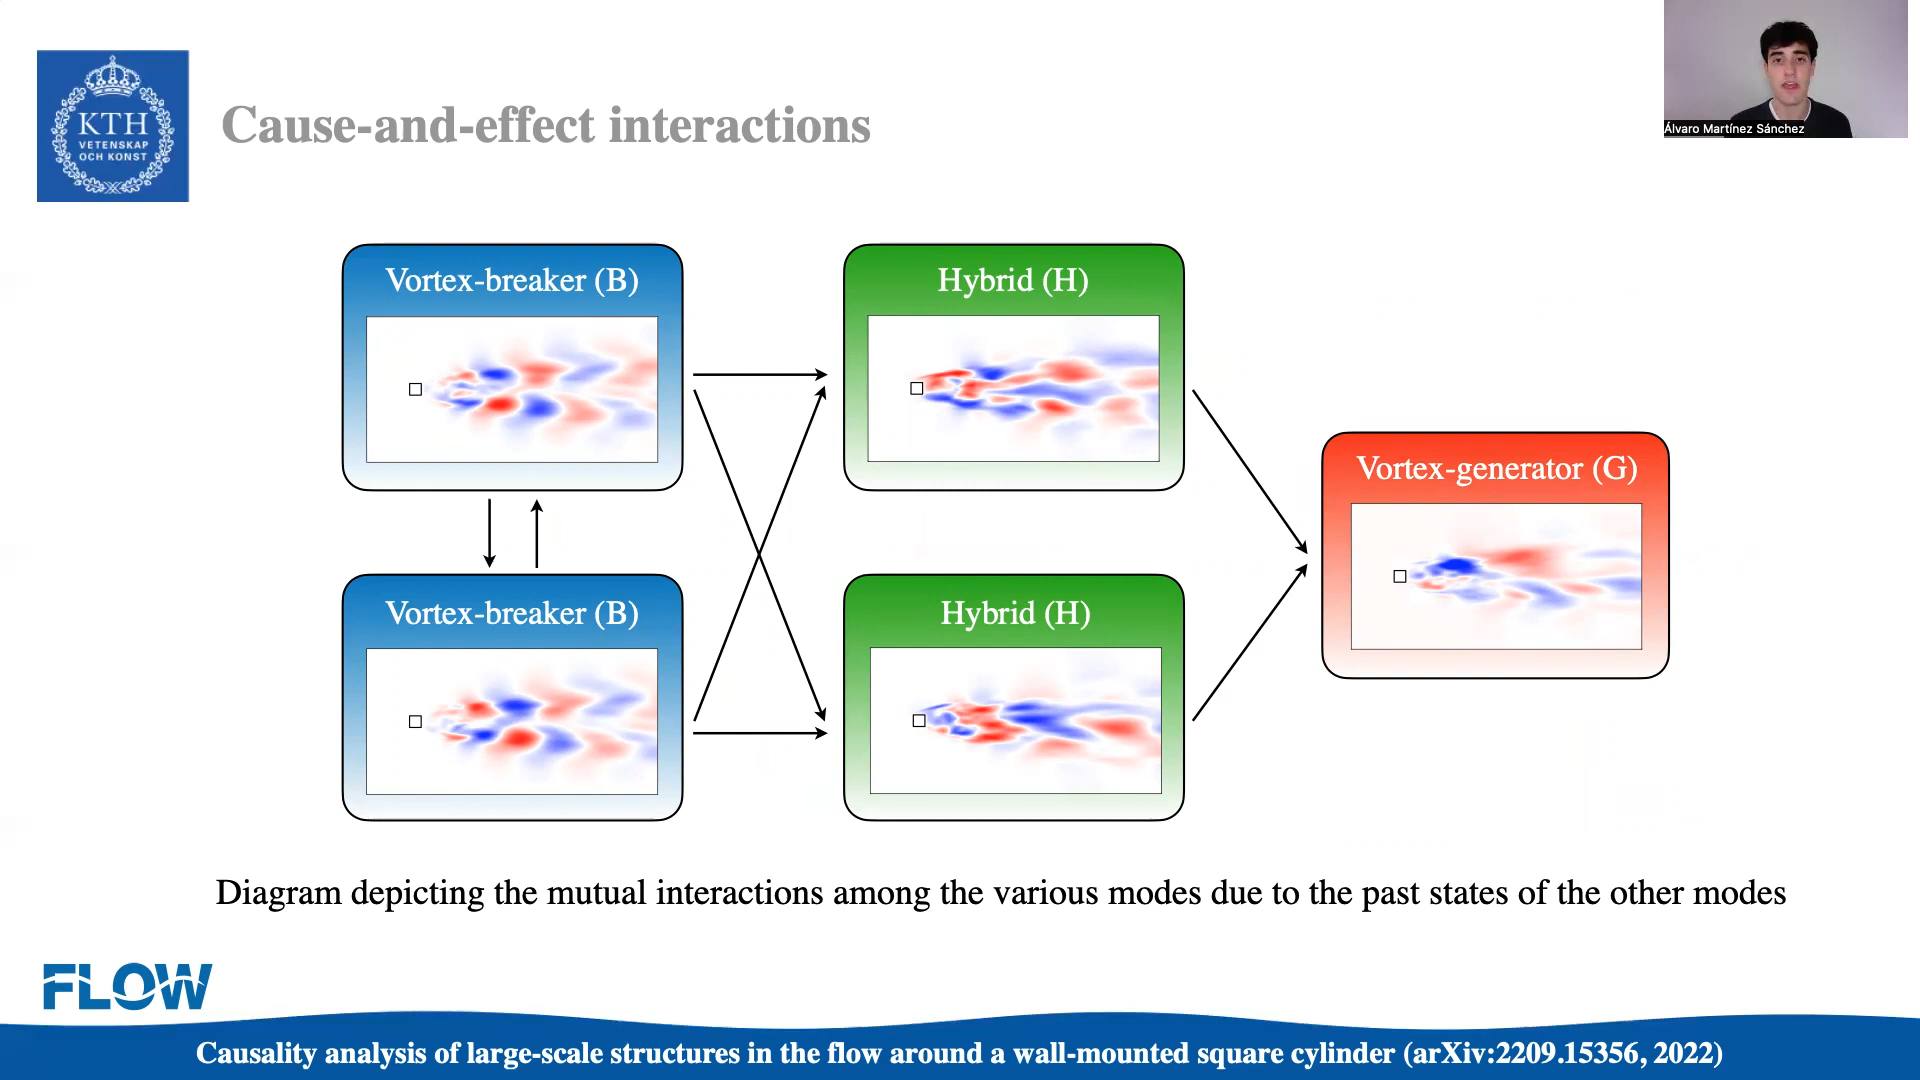 KTH
VETENSKAP
OCH KONST
Cause-and-effect interactions
Álvaro Martínez Sánchez
Vortex-breaker (B)
Hybrid (H)
Vortex-generator (G)
Vortex-breaker (B)
Hybrid (H)
Diagram depicting the mutual interactions among the various modes due to the past states of the other modes
FLOW
Causality analysis of large-scale structures in the flow around a wall-mounted square cylinder (arXiv:2209.15356, 2022)